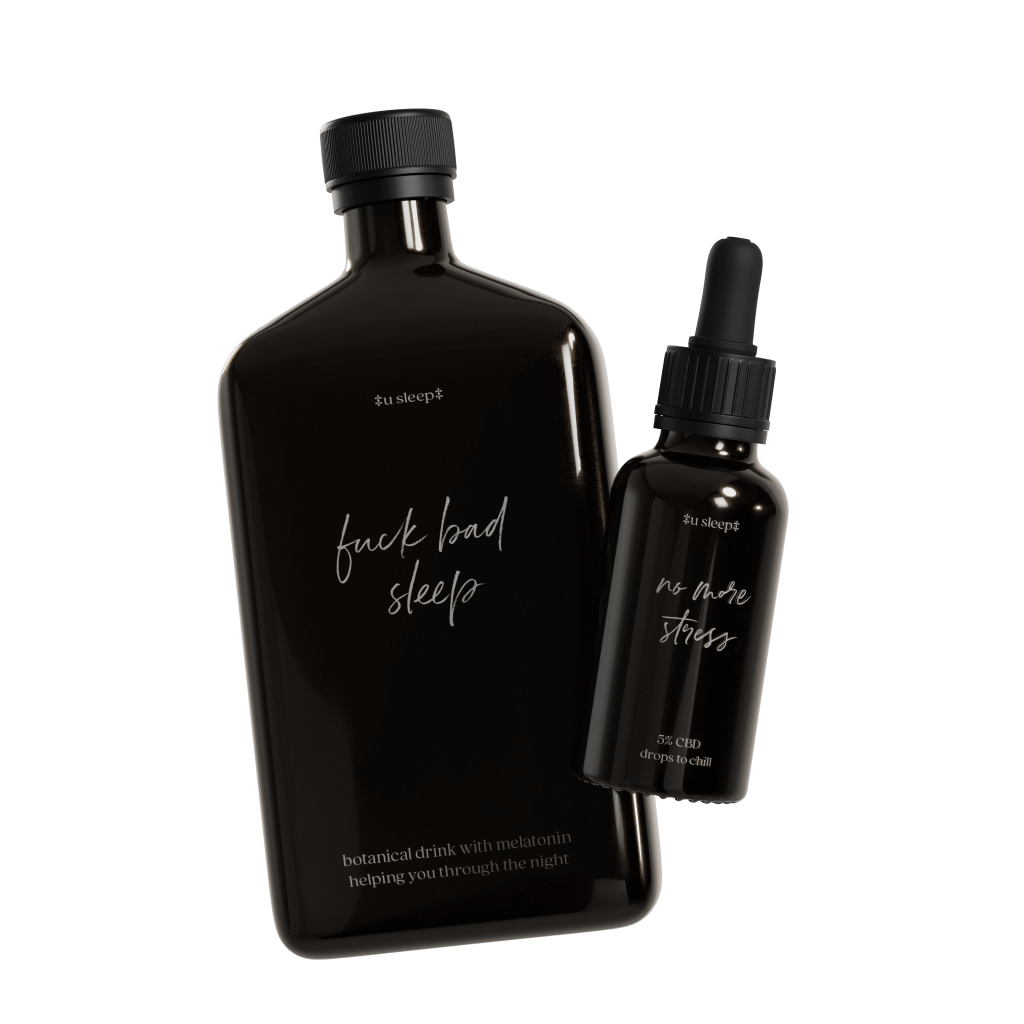 ‡u sleep‡
fuck bad
sleep
botanical drink with melatonin
helping you through the night
‡u sleep‡
no more
stress
5% CBD
drops to chill